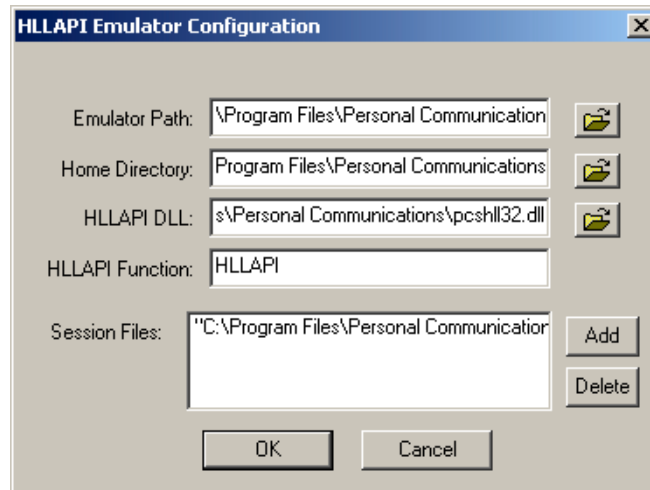 HLLAPI Emulator Configuration
Emulator Path: \Program Files\Personal Communication
Home Directory: Program Files\Personal Communications
HLLAPI DLL: s\Personal Communications\pcshll32.dll
HLLAPI Function: HLLAPI
Session Files: "C:\Program Files\Personal Communication
Add
Delete
OK Cancel